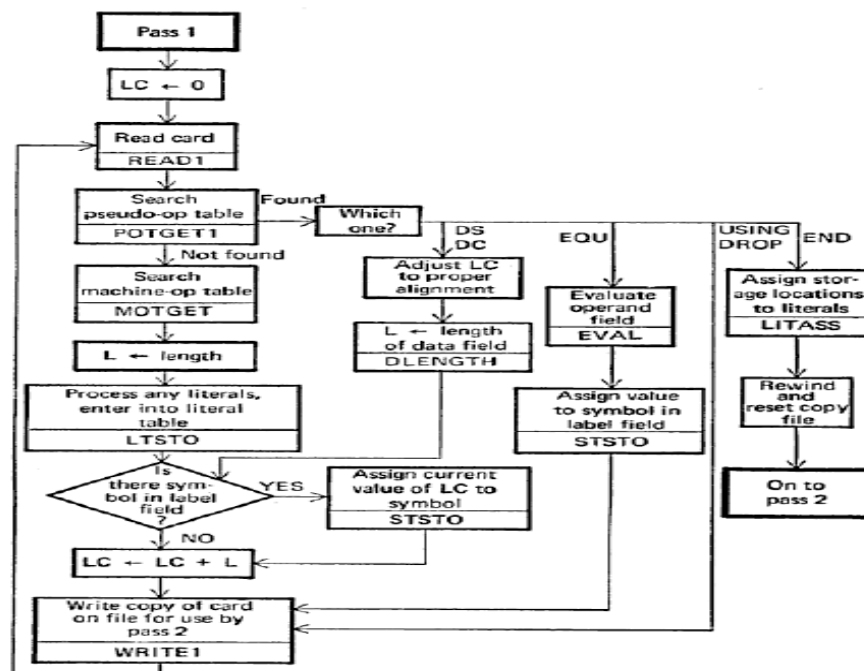 Pass 1
LC ← 0
Read card
READ1
Search
pseudo-op table
POTGET1
Found
Which
one?
Not found
Search
machine-op table
MOTGET
L ← length
Process any literals,
enter into literal
table
LTSTO
Is
there sym-
bol in label
field
?
YES
NO
Assign current
value of LC to
symbol
STSTO
LC ← LC + L
Write copy of card
on file for use by
pass 2
WRITE1
DS
DC
Adjust LC
to proper
alignment
L ← length
of data field
DLENGTH
EQU
Evaluate
operand
field
EVAL
Assign value
to symbol in
label field
STSTO
USING
DROP
END
Assign stor-
age locations
to literals
LITASS
Rewind
and
reset copy
file
On to
pass 2